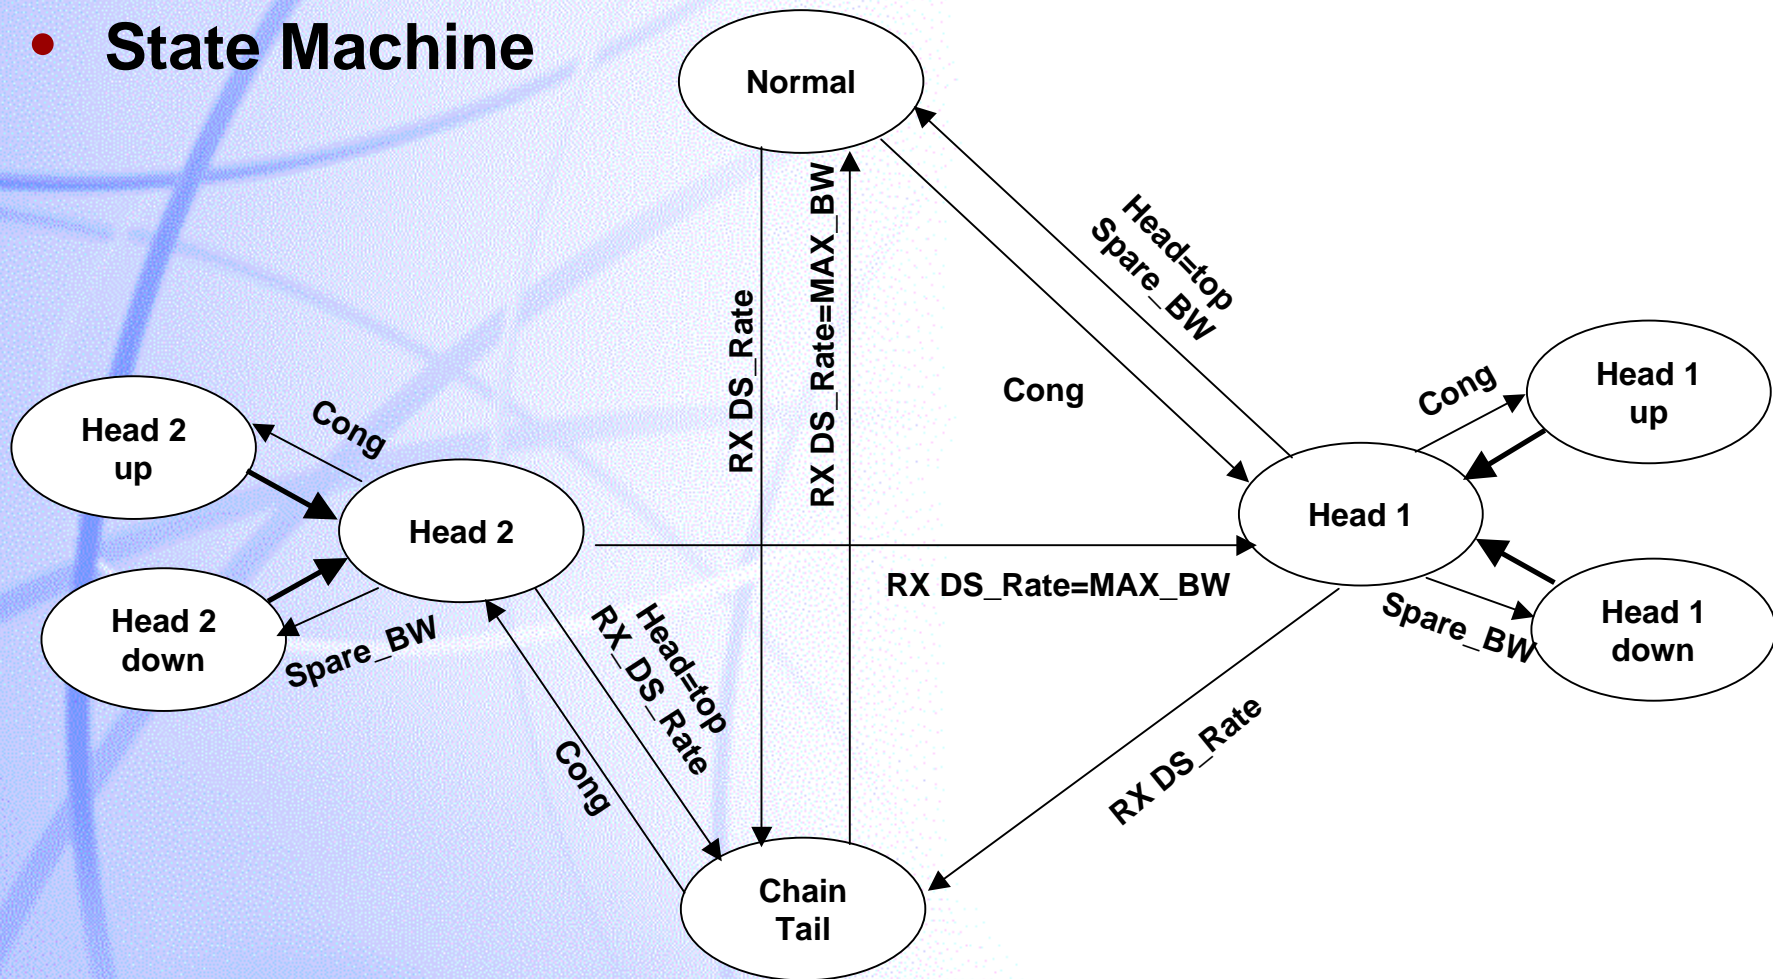 • State Machine
Normal
Head=top
Spare_BW
RX DS_Rate
RX DS_Rate=MAX_BW
Cong
Cong
Head 1
up
Head 2
up
Cong
Head 2
Head 1
RX DS_Rate=MAX_BW
Head 2
down
Spare_BW
Head=top
RX_DS_Rate
Cong
Spare_BW
Head 1
down
RX DS_Rate
Chain
Tail